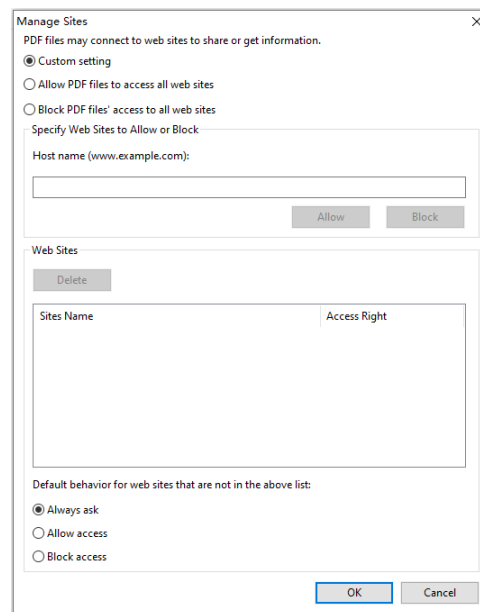 Manage Sites
PDF files may connect to web sites to share or get information.
Custom setting
Allow PDF files to access all web sites
Block PDF files' access to all web sites
Specify Web Sites to Allow or Block
Host name (www.example.com):
Allow Block
Web Sites
Delete
Sites Name Access Right
Default behavior for web sites that are not in the above list:
Always ask
Allow access
Block access
OK Cancel